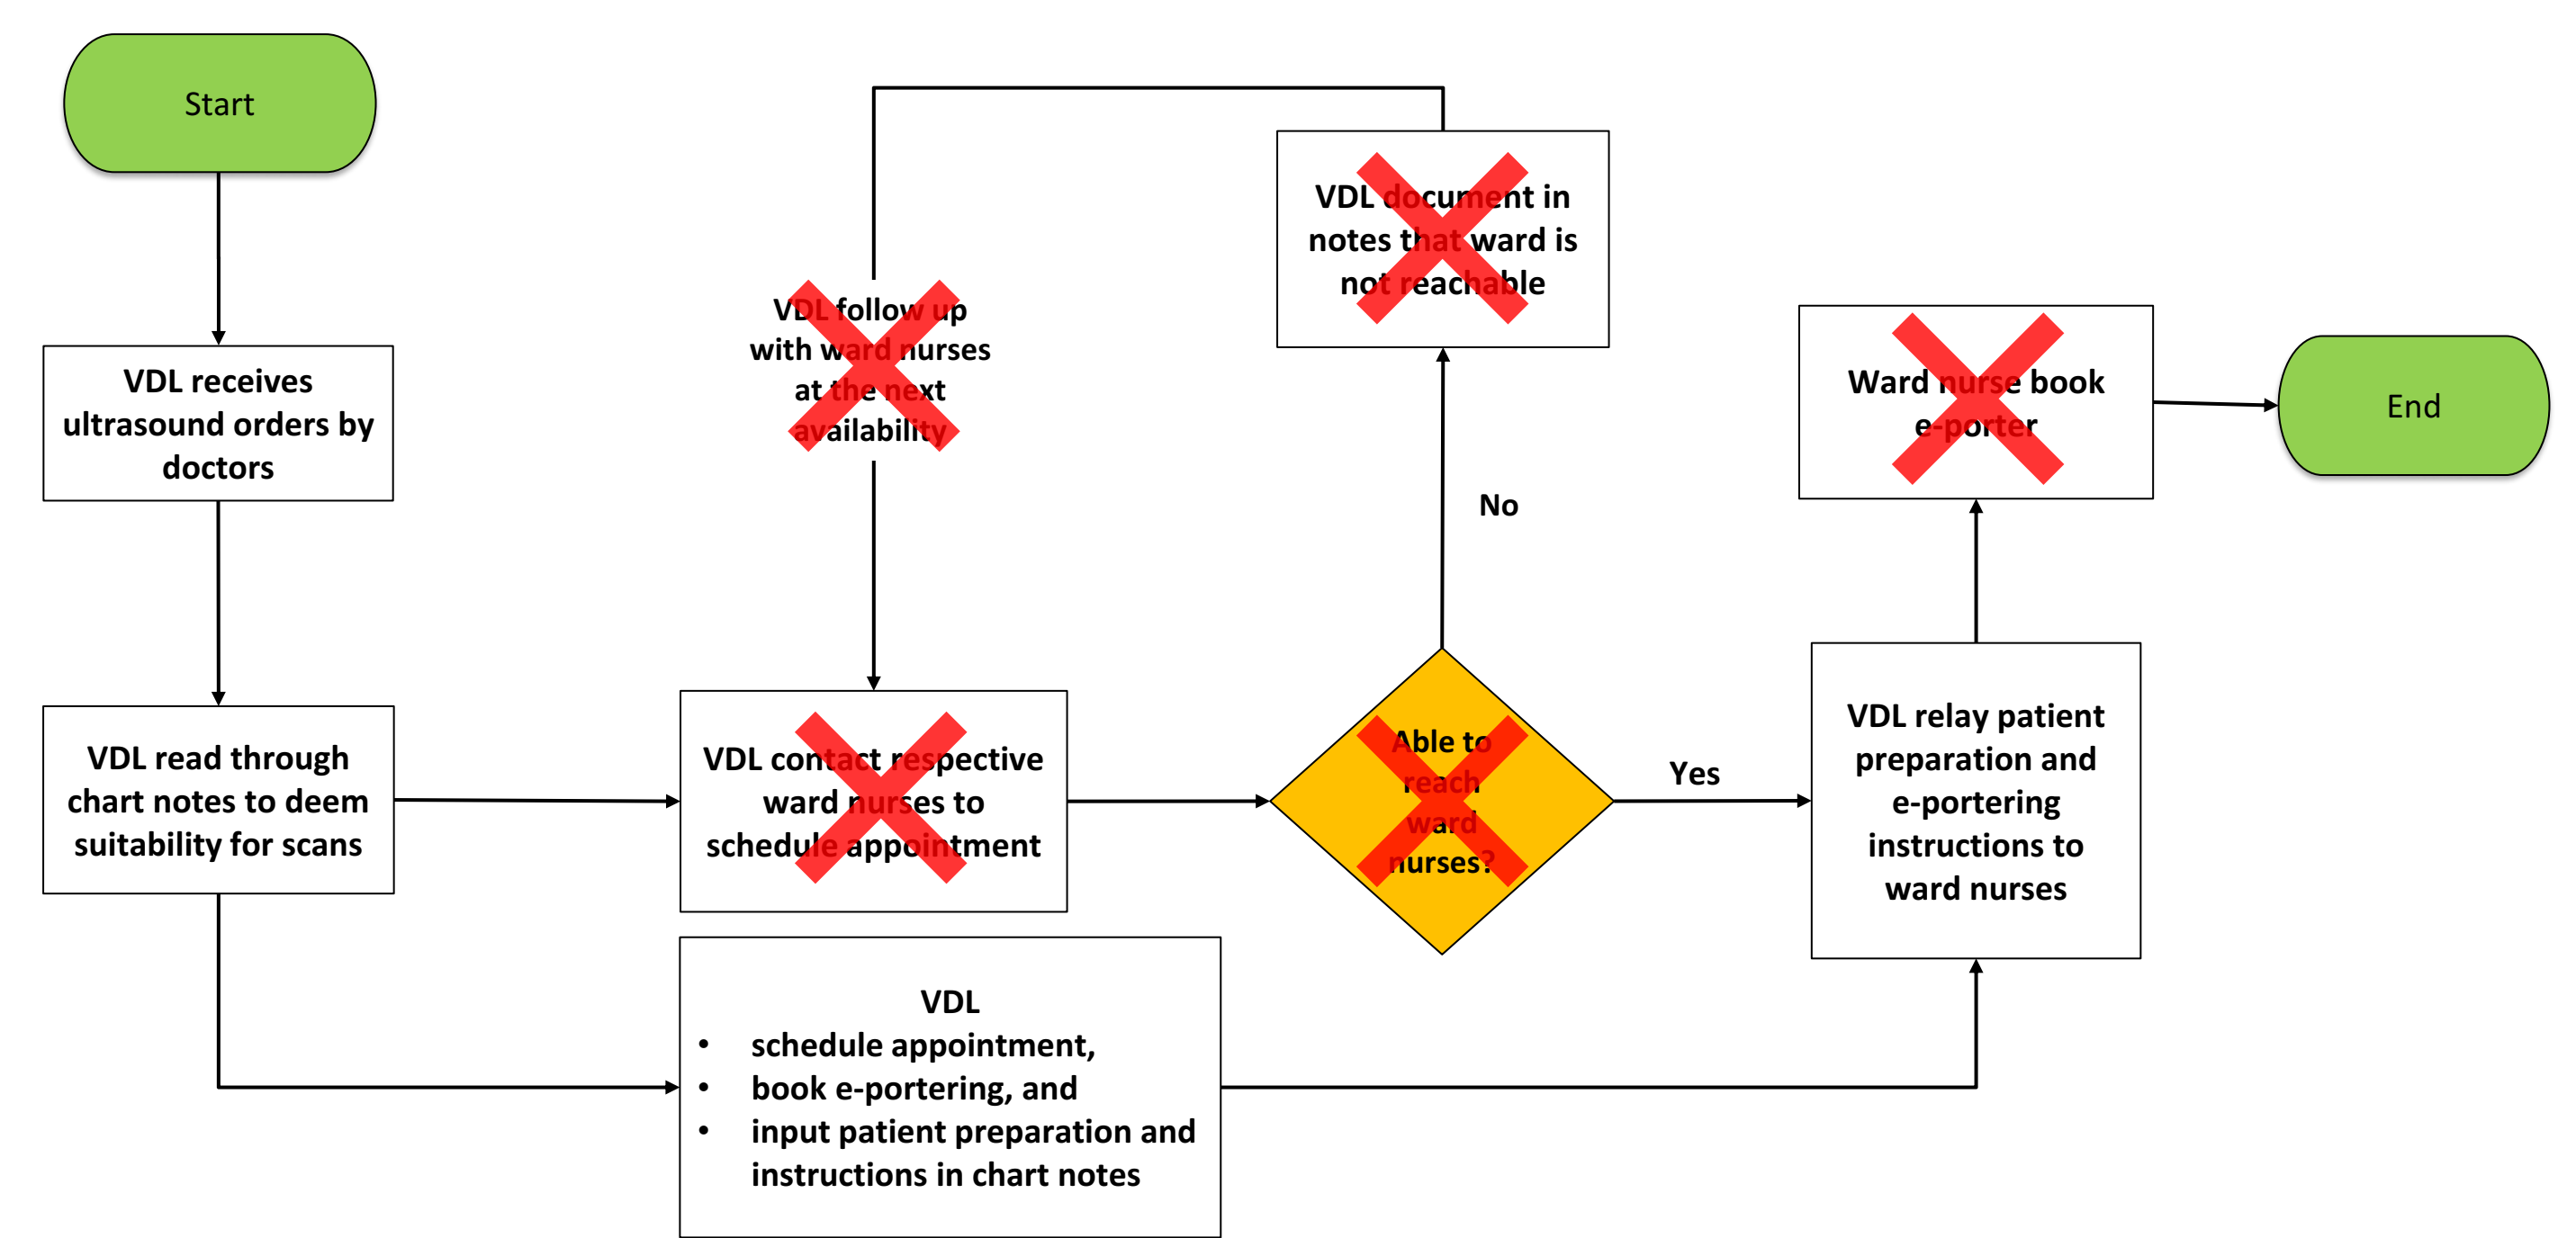 Start
VDL receives
ultrasound orders by
doctors
VDL read through
chart notes to deem
suitability for scans
VDL follow up
with ward nurses
at the next
availability
VDL contact respective
ward nurses to
schedule appointment
VDL
• schedule appointment,
• book e-portering, and
• input patient preparation and
instructions in chart notes
VDL document in
notes that ward is
not reachable
No
Able to
reach
ward
nurses?
Yes
VDL relay patient
preparation and
e-portering
instructions to
ward nurses
Ward nurse book
e-porter
End